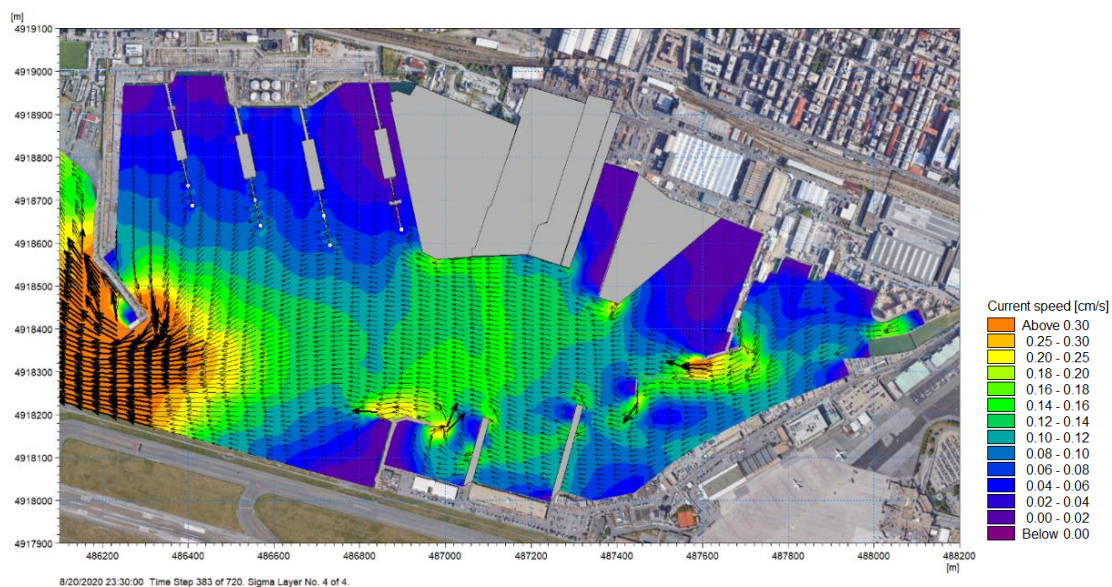 [m]
4919100
4919000
4918900
4918800
4918700
4918600
4918500
4918400
4918300
4918200
4918100
4918000
4917900
486200 486400 486600 486800 487000 487200 487400 487600 487800 488000 488200
[m]
8/20/2020 23:30:00 Time Step 383 of 720. Sigma Layer No. 4 of 4.
Current speed [cm/s]
Above 0.30
0.25 - 0.30
0.20 - 0.25
0.18 - 0.20
0.16 - 0.18
0.14 - 0.16
0.12 - 0.14
0.10 - 0.12
0.08 - 0.10
0.06 - 0.08
0.04 - 0.06
0.02 - 0.04
0.00 - 0.02
Below 0.00